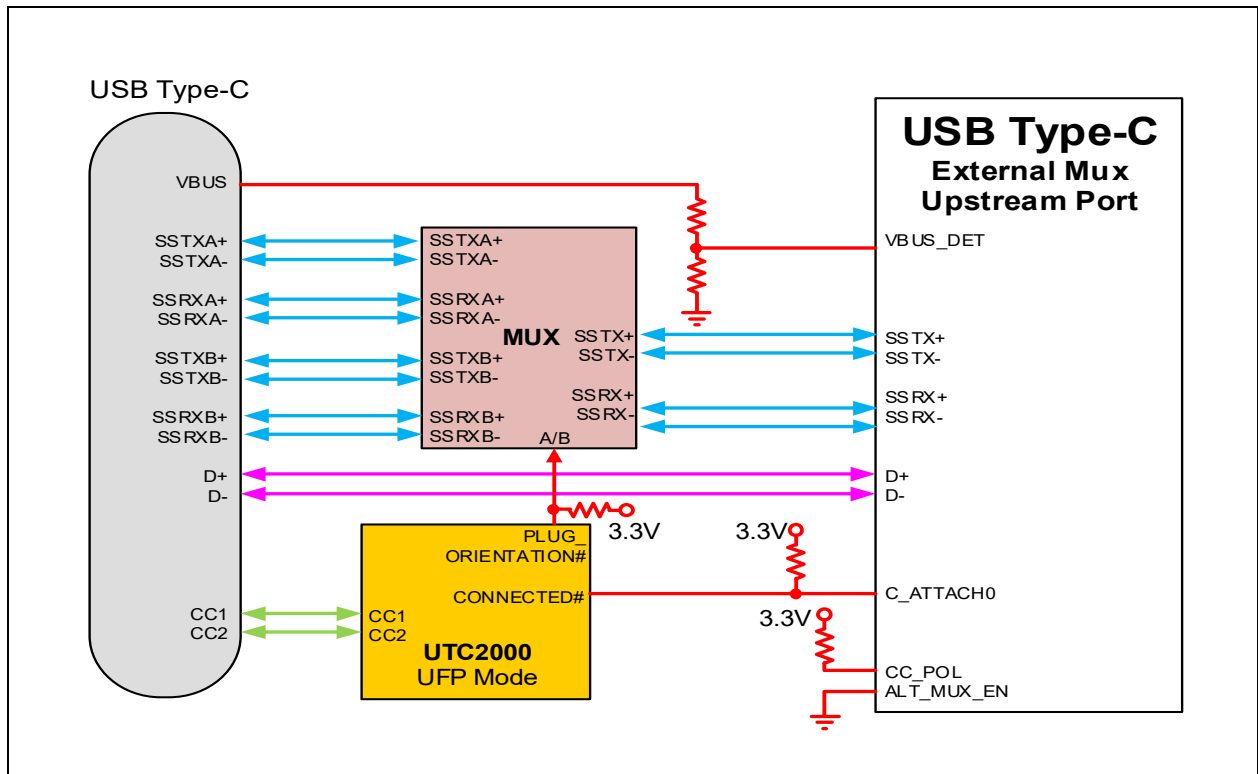 USB Type-C
VBUS
SSTXA+
SSTXA-
SSRXA+
SSRXA-
SSTXB+
SSTXB-
SSRXB+
SSRXB-
D+
D-
CC1
CC2
SSTXA+
SSTXA-
SSRXA+
SSRXA-
MUX
SSTXB+
SSTXB-
SSRXB+
SSRXB-
SSTX+
SSTX-
SSRX+
SSRX-
A/B
3.3V
PLUG_
ORIENTATION#
CONNECTED#
CC1
CC2
UTC2000
UFP Mode
3.3V
3.3V
USB Type-C
External Mux
Upstream Port
VBUS_DET
SSTX+
SSTX-
SSRX+
SSRX-
D+
D-
C_ATTACH0
CC_POL
ALT_MUX_EN